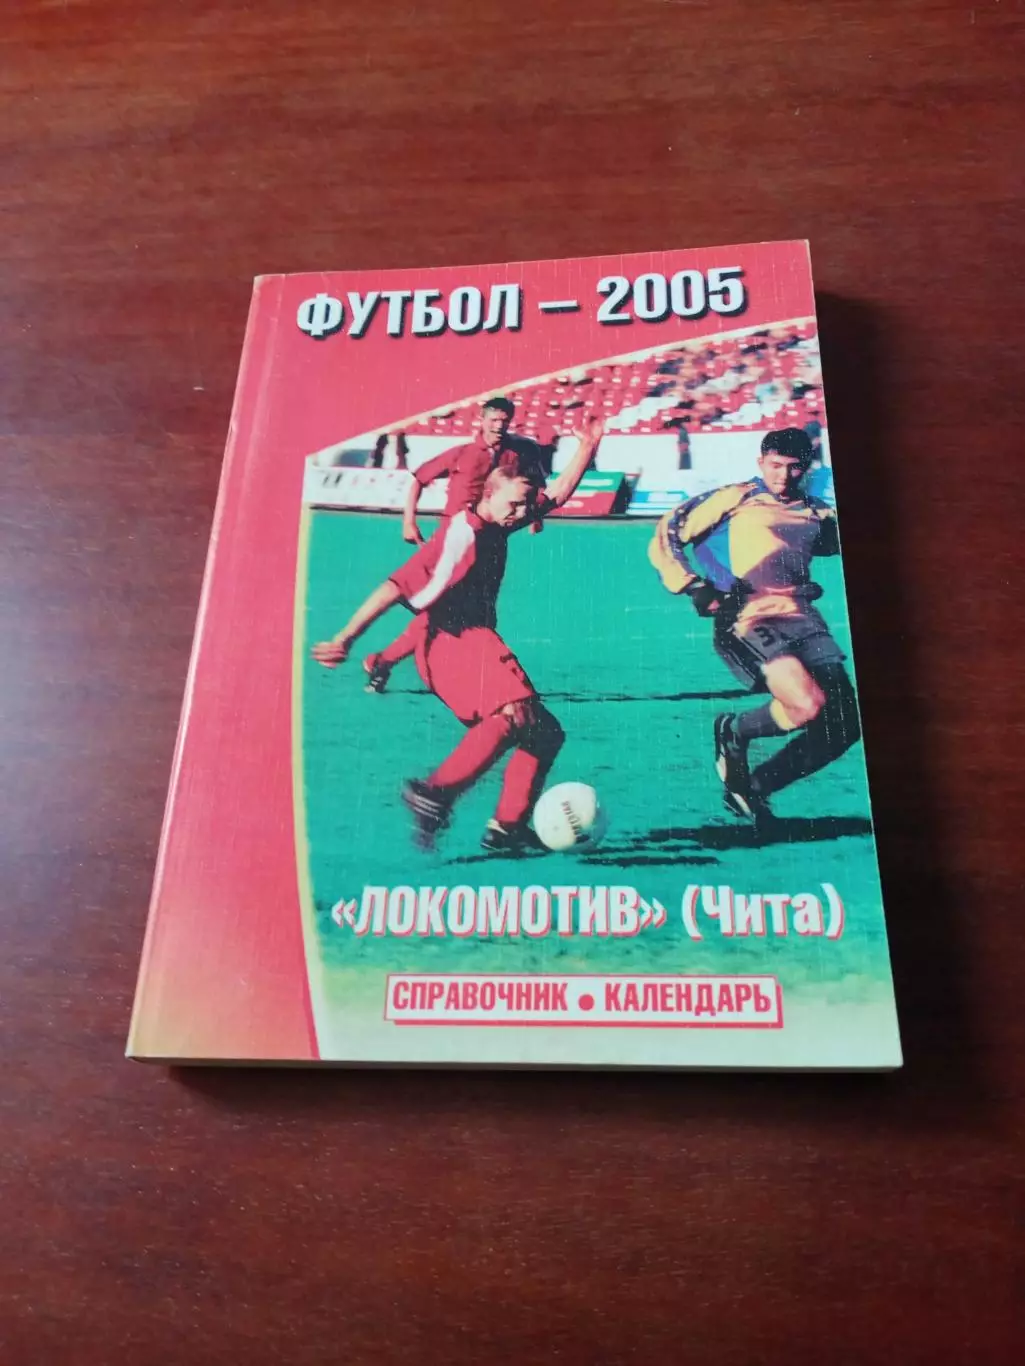 ФУТБОЛ – 2005
«ЛОКОМОТИВ» (Чита)
СПРАВОЧНИК • КАЛЕНДАРЬ